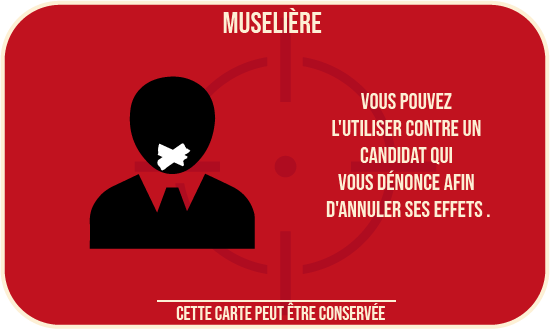 MUSELIÈRE
VOUS POUVEZ
L'UTILISER CONTRE UN
CANDIDAT QUI
VOUS DÉNONCE AFIN
D'ANNULER SES EFFETS .
CETTE CARTE PEUT ÊTRE CONSERVÉE